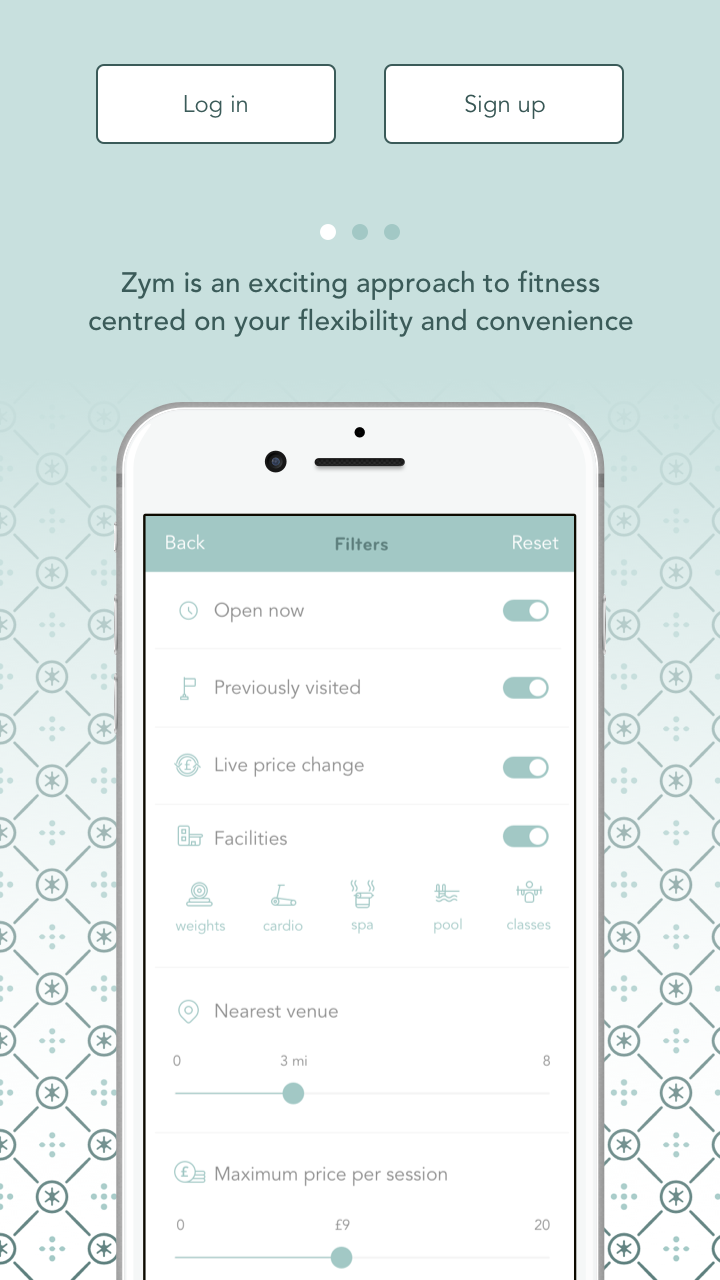 Log in
Sign up
Zym is an exciting approach to fitness
centred on your flexibility and convenience
Back
Filters
Reset
Open now
Previously visited
£
Live price change
Facilities
weights
cardio
spa
pool
classes
Nearest venue
0
3 mi
8
£
Maximum price per session
0
£9
20